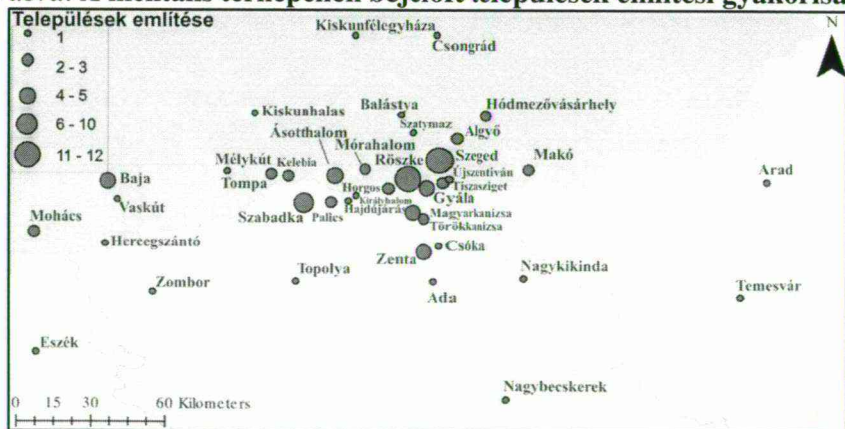 Települések említése
N
1
2 - 3
4 - 5
6 - 10
11 - 12
Kiskunfélegyháza
Csongrád
Kiskunhalas
Balástya
Hódmezővásárhely
Szatymaz
Algyő
Ásotthalom
Mórahalom
Röszke
Szeged
Makó
Mélykút
Kelebia
Tompa
Újszentiván
Tiszasziget
Arad
Baja
Vaskút
Horgos
Királyhalom
Hajdújárás
Gyála
Mohács
Szabadka
Palics
Magyarkanizsa
Törökkanizsa
Hercegszántó
Csóka
Zenta
Zombor
Topolya
Ada
Nagykikinda
Temesvár
Eszék
Nagybecskerek
0 15 30 60 Kilometers